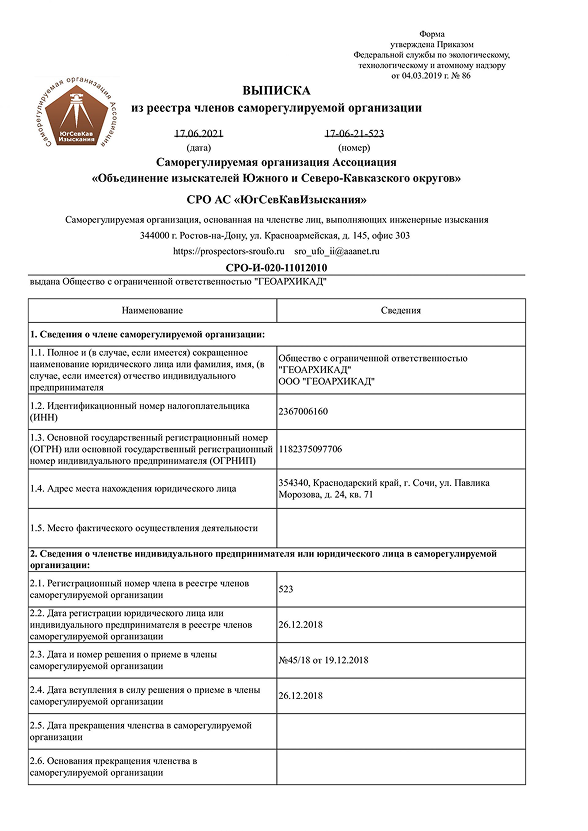 Форма
утверждена Приказом
Федеральной службы по экологическому,
технологическому и атомному надзору
от 04.03.2019 г. № 86
Саморегулируемая организация Ассоциация
ЮгСевКав
Изыскания
ВЫПИСКА
из реестра членов саморегулируемой организации
17.06.2021 17-06-21-523
(дата) (номер)
Саморегулируемая организация Ассоциация
«Объединение изыскателей Южного и Северо-Кавказского округов»
СРО АС «ЮгСевКавИзыскания»
Саморегулируемая организация, основанная на членстве лиц, выполняющих инженерные изыскания
344000 г. Ростов-на-Дону, ул. Красноармейская, д. 145, офис 303
https://prospectors-sroufo.ru sro_ufo_ii@aaanet.ru
СРО-И-020-11012010
выдана Общество с ограниченной ответственностью "ГЕОАРХИКАД"
Наименование Сведения
1. Сведения о члене саморегулируемой организации:
1.1. Полное и (в случае, если имеется) сокращенное
наименование юридического лица или фамилия, имя, (в
случае, если имеется) отчество индивидуального
предпринимателя
Общество с ограниченной ответственностью
"ГЕОАРХИКАД"
ООО "ГЕОАРХИКАД"
1.2. Идентификационный номер налогоплательщика
(ИНН)
2367006160
1.3. Основной государственный регистрационный номер
(ОГРН) или основной государственный регистрационный
номер индивидуального предпринимателя (ОГРНИП)
1182375097706
1.4. Адрес места нахождения юридического лица
354340, Краснодарский край, г. Сочи, ул. Павлика
Морозова, д. 24, кв. 71
1.5. Место фактического осуществления деятельности
2. Сведения о членстве индивидуального предпринимателя или юридического лица в саморегулируемой
организации:
2.1. Регистрационный номер члена в реестре членов
саморегулируемой организации
523
2.2. Дата регистрации юридического лица или
индивидуального предпринимателя в реестре членов
саморегулируемой организации
26.12.2018
2.3. Дата и номер решения о приеме в члены
саморегулируемой организации
№45/18 от 19.12.2018
2.4. Дата вступления в силу решения о приеме в члены
саморегулируемой организации
26.12.2018
2.5. Дата прекращения членства в саморегулируемой
организации
2.6. Основания прекращения членства в
саморегулируемой организации